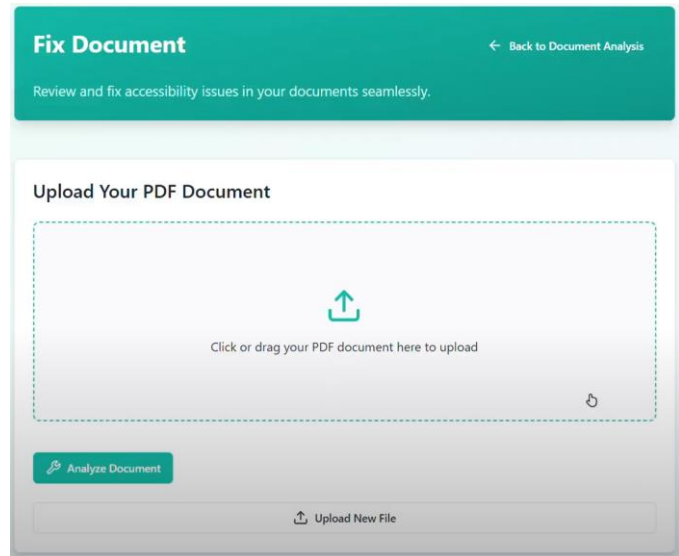 Fix Document
Back to Document Analysis
Review and fix accessibility issues in your documents seamlessly.
Upload Your PDF Document
Click or drag your PDF document here to upload
Analyze Document
Upload New File